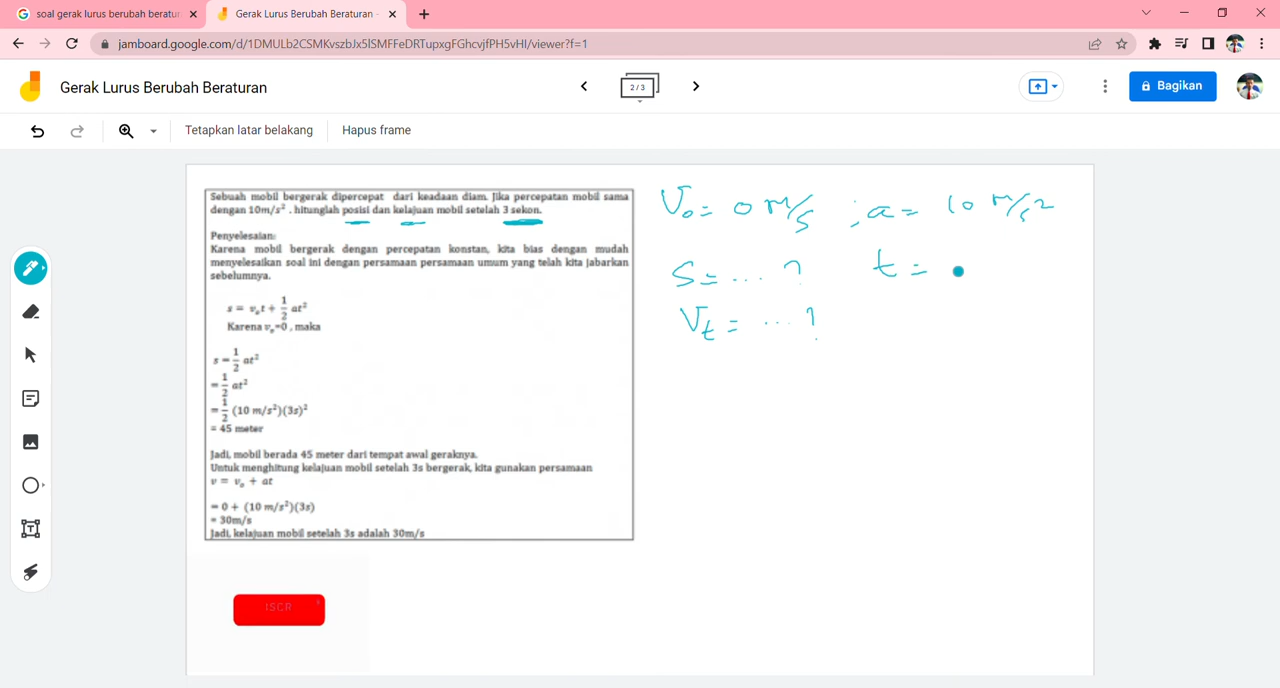 soal gerak lurus berubah beratur
Gerak Lurus Berubah Beraturan -
jamboard.google.com/d/1DMULb2CSMKvszbJx5lSMFFeDRTupxgFGhcvjfPH5vHI/viewer?f=1
Gerak Lurus Berubah Beraturan
2 / 3
Bagikan
Tetapkan latar belakang
Hapus frame
Sebuah mobil bergerak dipercepat dari keadaan diam. Jika percepatan mobil sama
dengan 10m/s² . hitunglah posisi dan kelajuan mobil setelah 3 sekon.
Penyelesaian:
Karena mobil bergerak dengan percepatan konstan, kita bias dengan mudah
menyelesaikan soal ini dengan persamaan persamaan umum yang telah kita jabarkan
sebelumnya.
s = vₒt + 1/2 at²
Karena vₒ=0 , maka
s = 1/2 at²
= 1/2 at²
= 1/2 (10 m/s²)(3s)²
= 45 meter
Jadi, mobil berada 45 meter dari tempat awal geraknya.
Untuk menghitung kelajuan mobil setelah 3s bergerak, kita gunakan persamaan
v = vₒ + at
= 0 + (10 m/s²)(3s)
= 30m/s
Jadi, kelajuan mobil setelah 3s adalah 30m/s
V₀ = 0 m/s ; a = 10 m/s²
S = ... ? t =
Vt = ... ?
ISCR